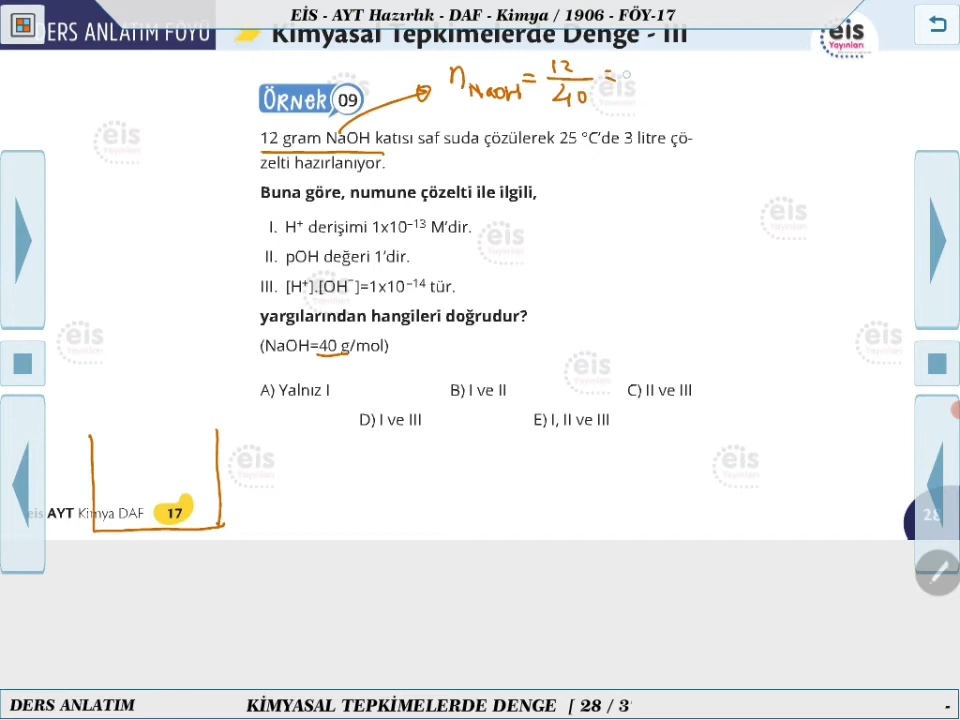 EİS - AYT Hazırlık - DAF - Kimya / 1906 - FÖY-17
DERS ANLATIM FÖYÜ
Kimyasal Tepkimelerde Denge - III
eis
Yayınları
n NaOH = 12 / 40 =
ÖRNEK 09
12 gram NaOH katısı saf suda çözülerek 25 °C'de 3 litre çö-
zelti hazırlanıyor.
Buna göre, numune çözelti ile ilgili,
I. H⁺ derişimi 1x10⁻¹³ M'dir.
II. pOH değeri 1'dir.
III. [H⁺].[OH⁻]=1x10⁻¹⁴ tür.
yargılarından hangileri doğrudur?
(NaOH=40 g/mol)
A) Yalnız I B) I ve II C) II ve III
D) I ve III E) I, II ve III
eis AYT Kimya DAF 17
28
DERS ANLATIM KİMYASAL TEPKİMELERDE DENGE [ 28 / 3 -